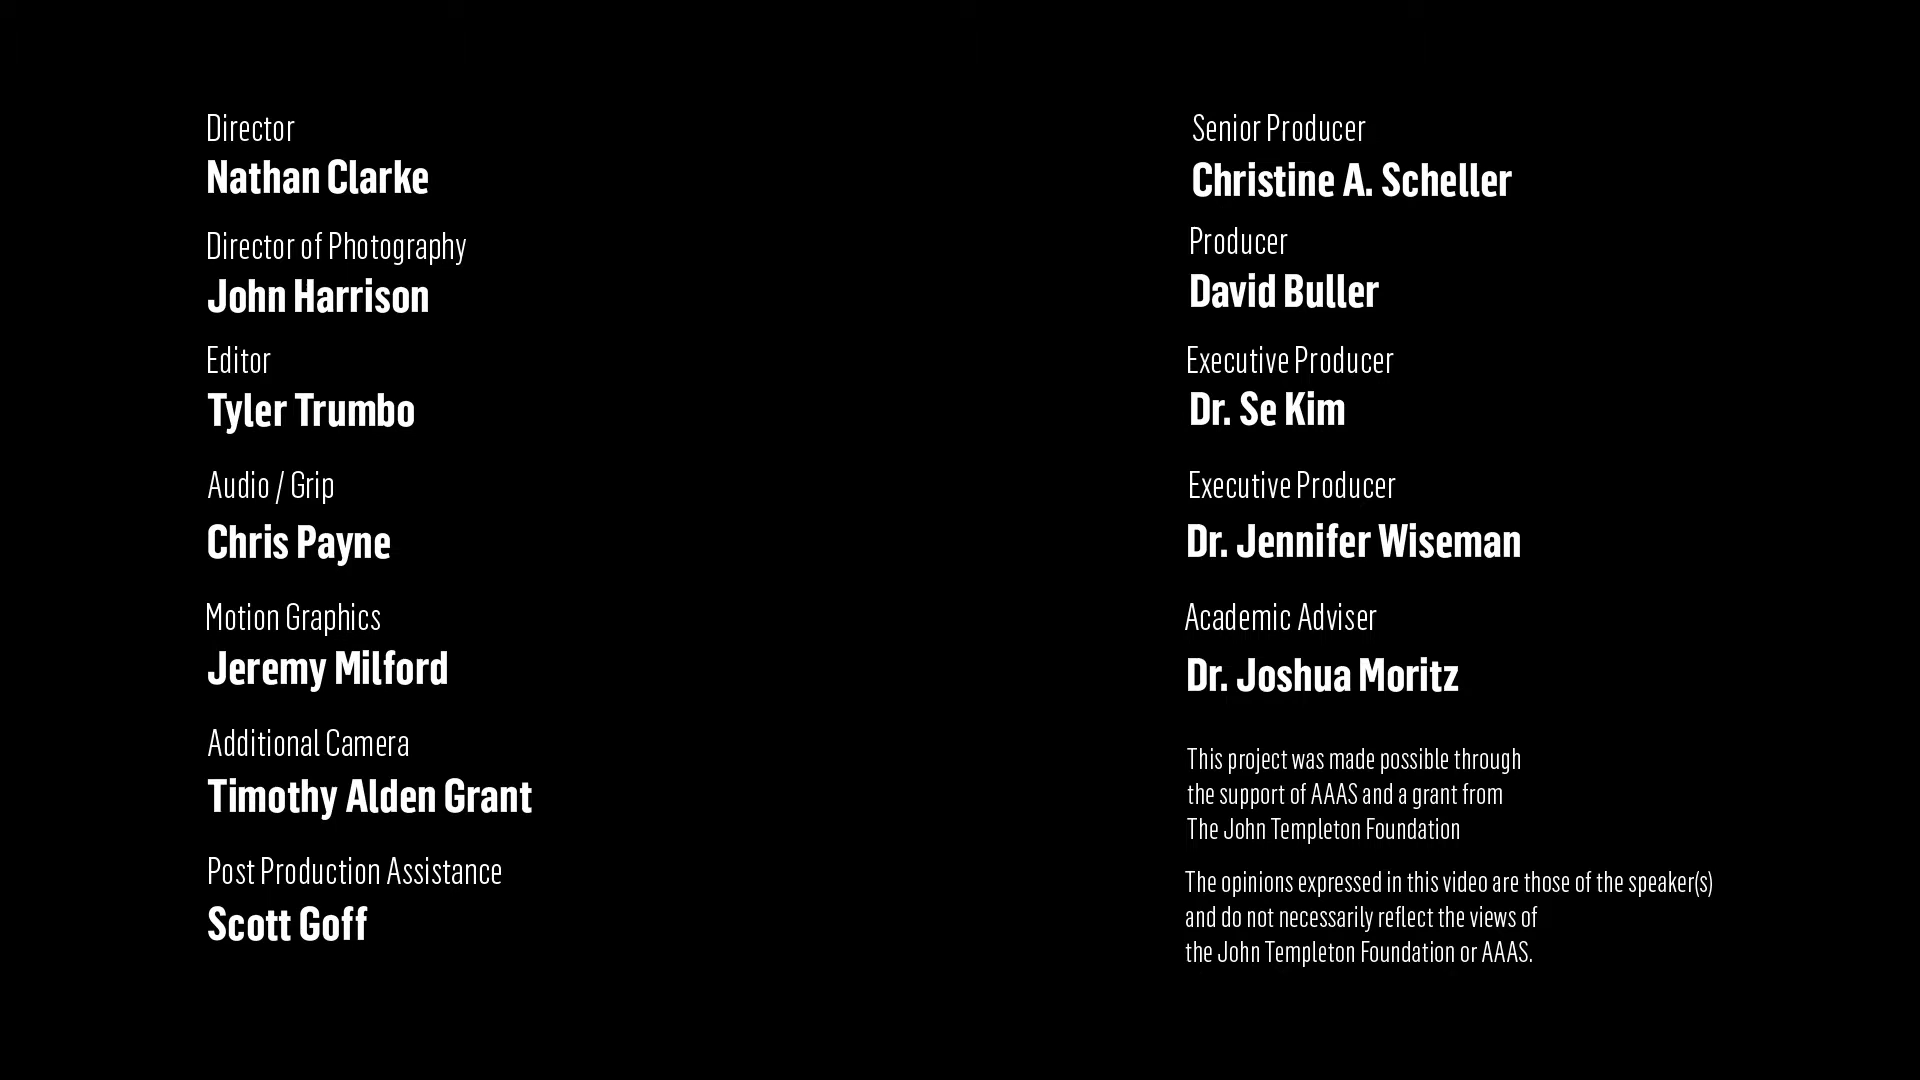 Director
Nathan Clarke
Director of Photography
John Harrison
Editor
Tyler Trumbo
Audio / Grip
Chris Payne
Motion Graphics
Jeremy Milford
Additional Camera
Timothy Alden Grant
Post Production Assistance
Scott Goff
Senior Producer
Christine A. Scheller
Producer
David Buller
Executive Producer
Dr. Se Kim
Executive Producer
Dr. Jennifer Wiseman
Academic Adviser
Dr. Joshua Moritz
This project was made possible through
the support of AAAS and a grant from
The John Templeton Foundation
The opinions expressed in this video are those of the speaker(s)
and do not necessarily reflect the views of
the John Templeton Foundation or AAAS.